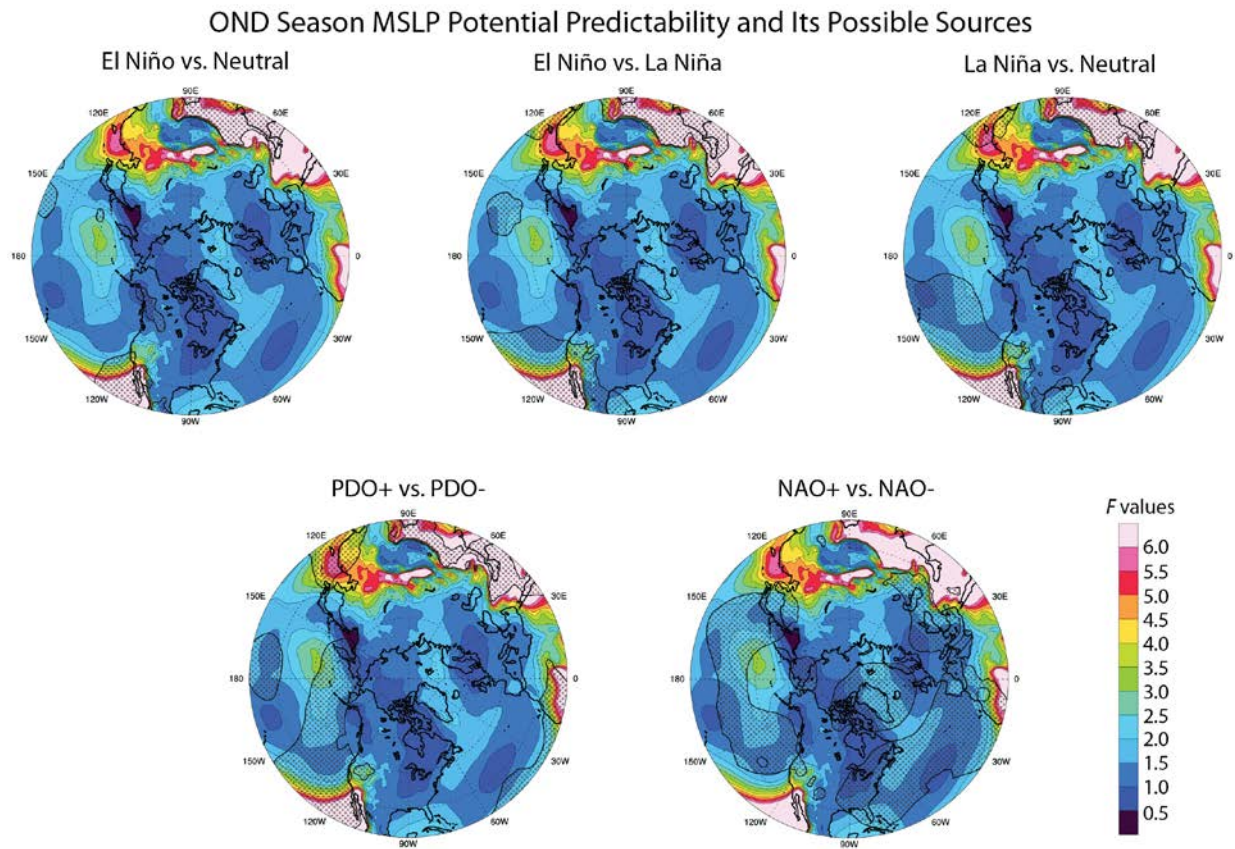 OND Season MSLP Potential Predictability and Its Possible Sources
El Niño vs. Neutral
El Niño vs. La Niña
La Niña vs. Neutral
90E
120E
60E
150E
30E
180
0
150W
30W
120W
60W
90W
90E
120E
60E
150E
30E
180
0
150W
30W
120W
60W
90W
90E
120E
60E
150E
30E
180
0
150W
30W
120W
60W
90W
PDO+ vs. PDO-
NAO+ vs. NAO-
90E
120E
60E
150E
30E
180
0
150W
30W
120W
60W
90W
90E
120E
60E
150E
30E
180
0
150W
30W
120W
60W
90W
F values
6.0
5.5
5.0
4.5
4.0
3.5
3.0
2.5
2.0
1.5
1.0
0.5